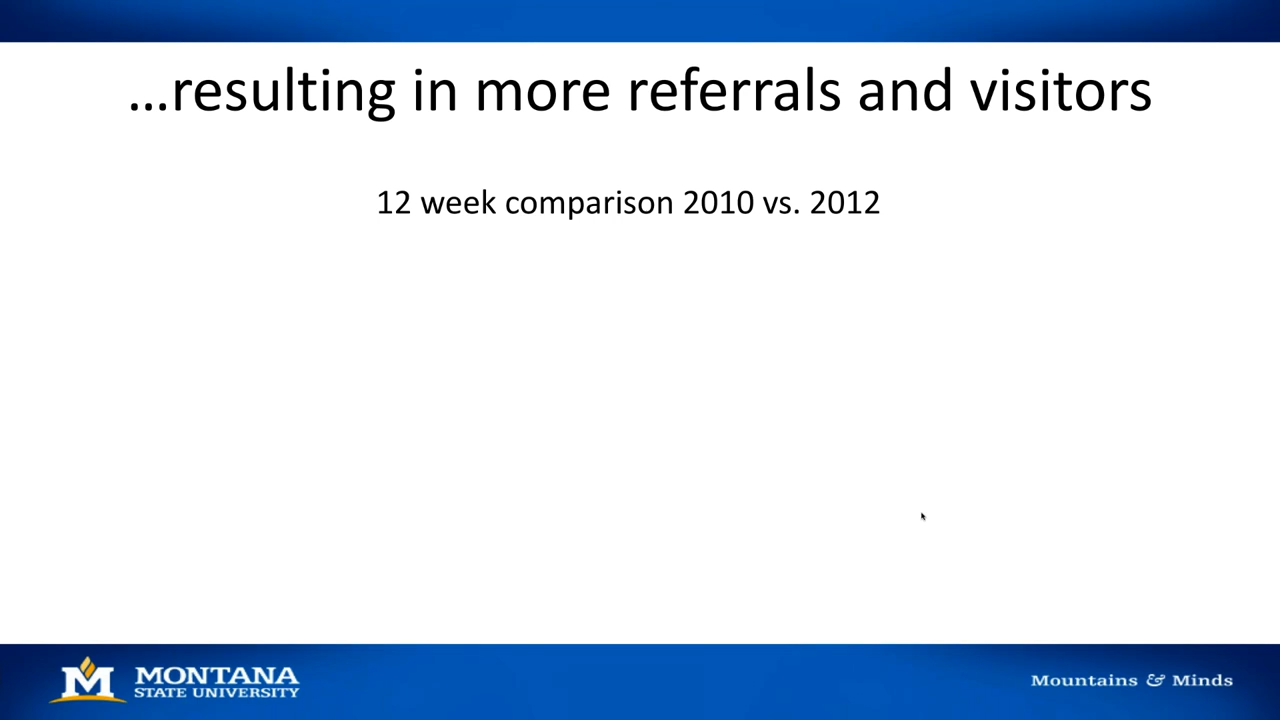 ...resulting in more referrals and visitors
12 week comparison 2010 vs. 2012
M MONTANA
STATE UNIVERSITY
Mountains & Minds